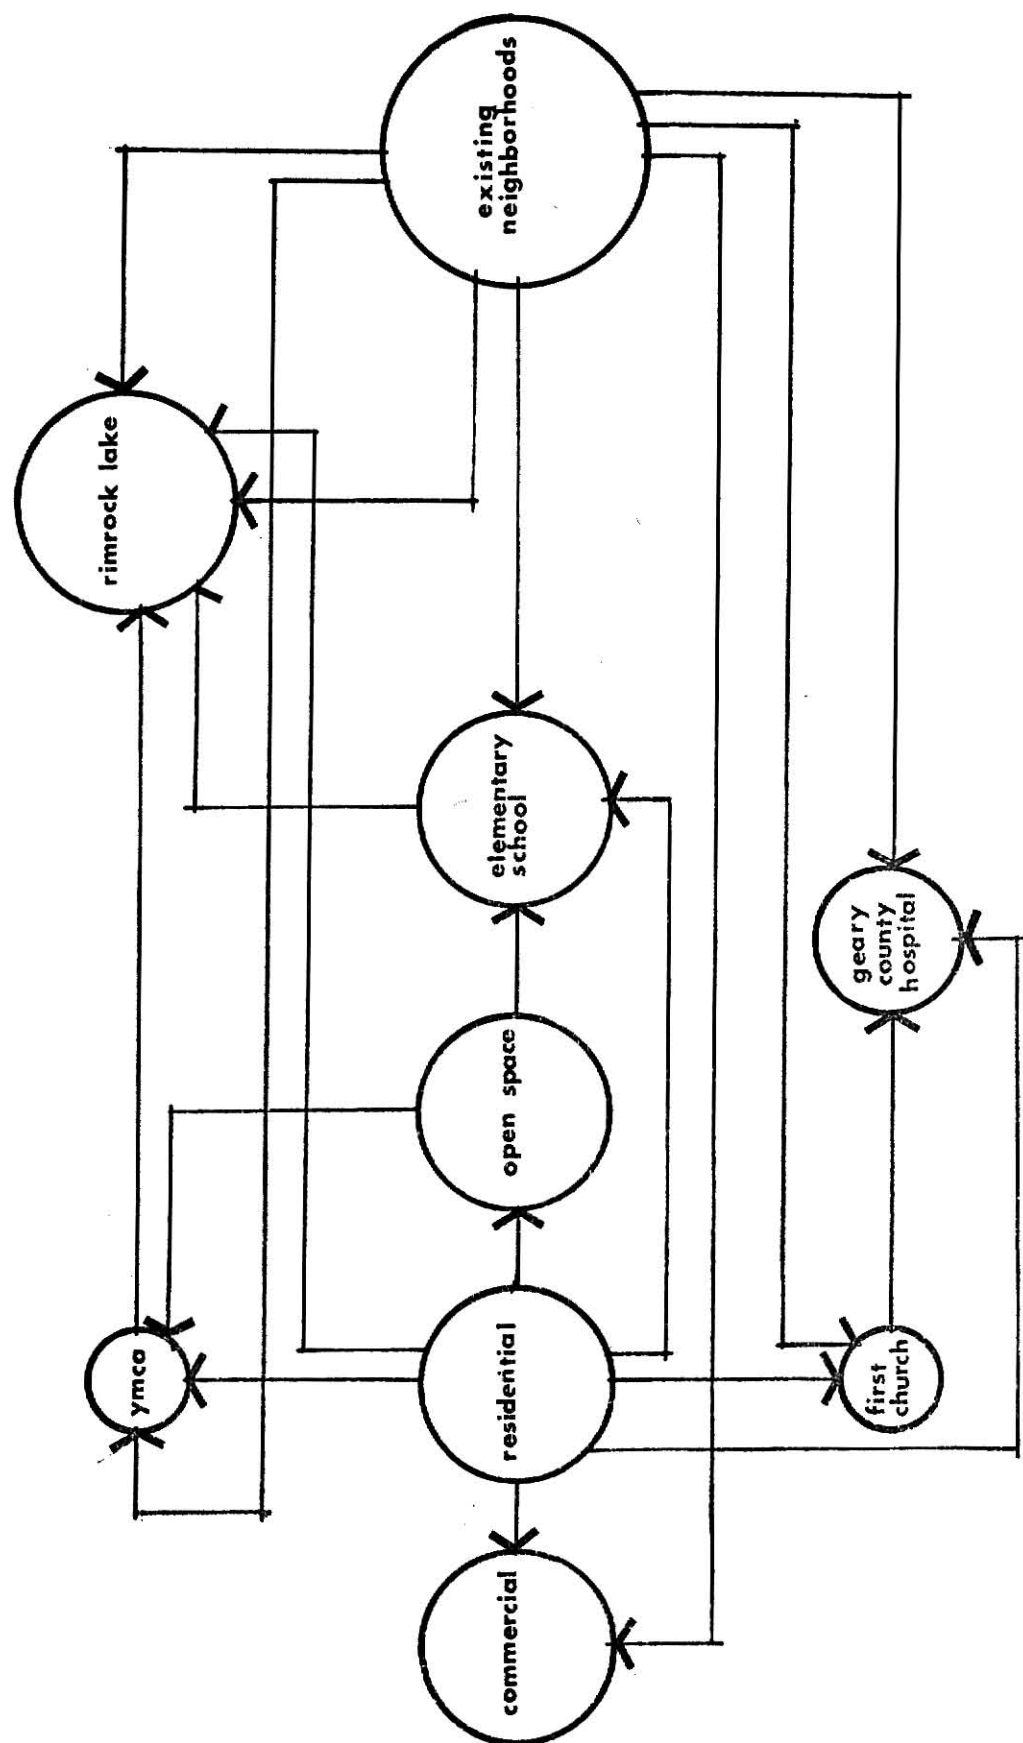 ymca
rimrock lake
commercial
residential
open space
elementary
school
existing
neighborhoods
first
church
geary
county
hospital